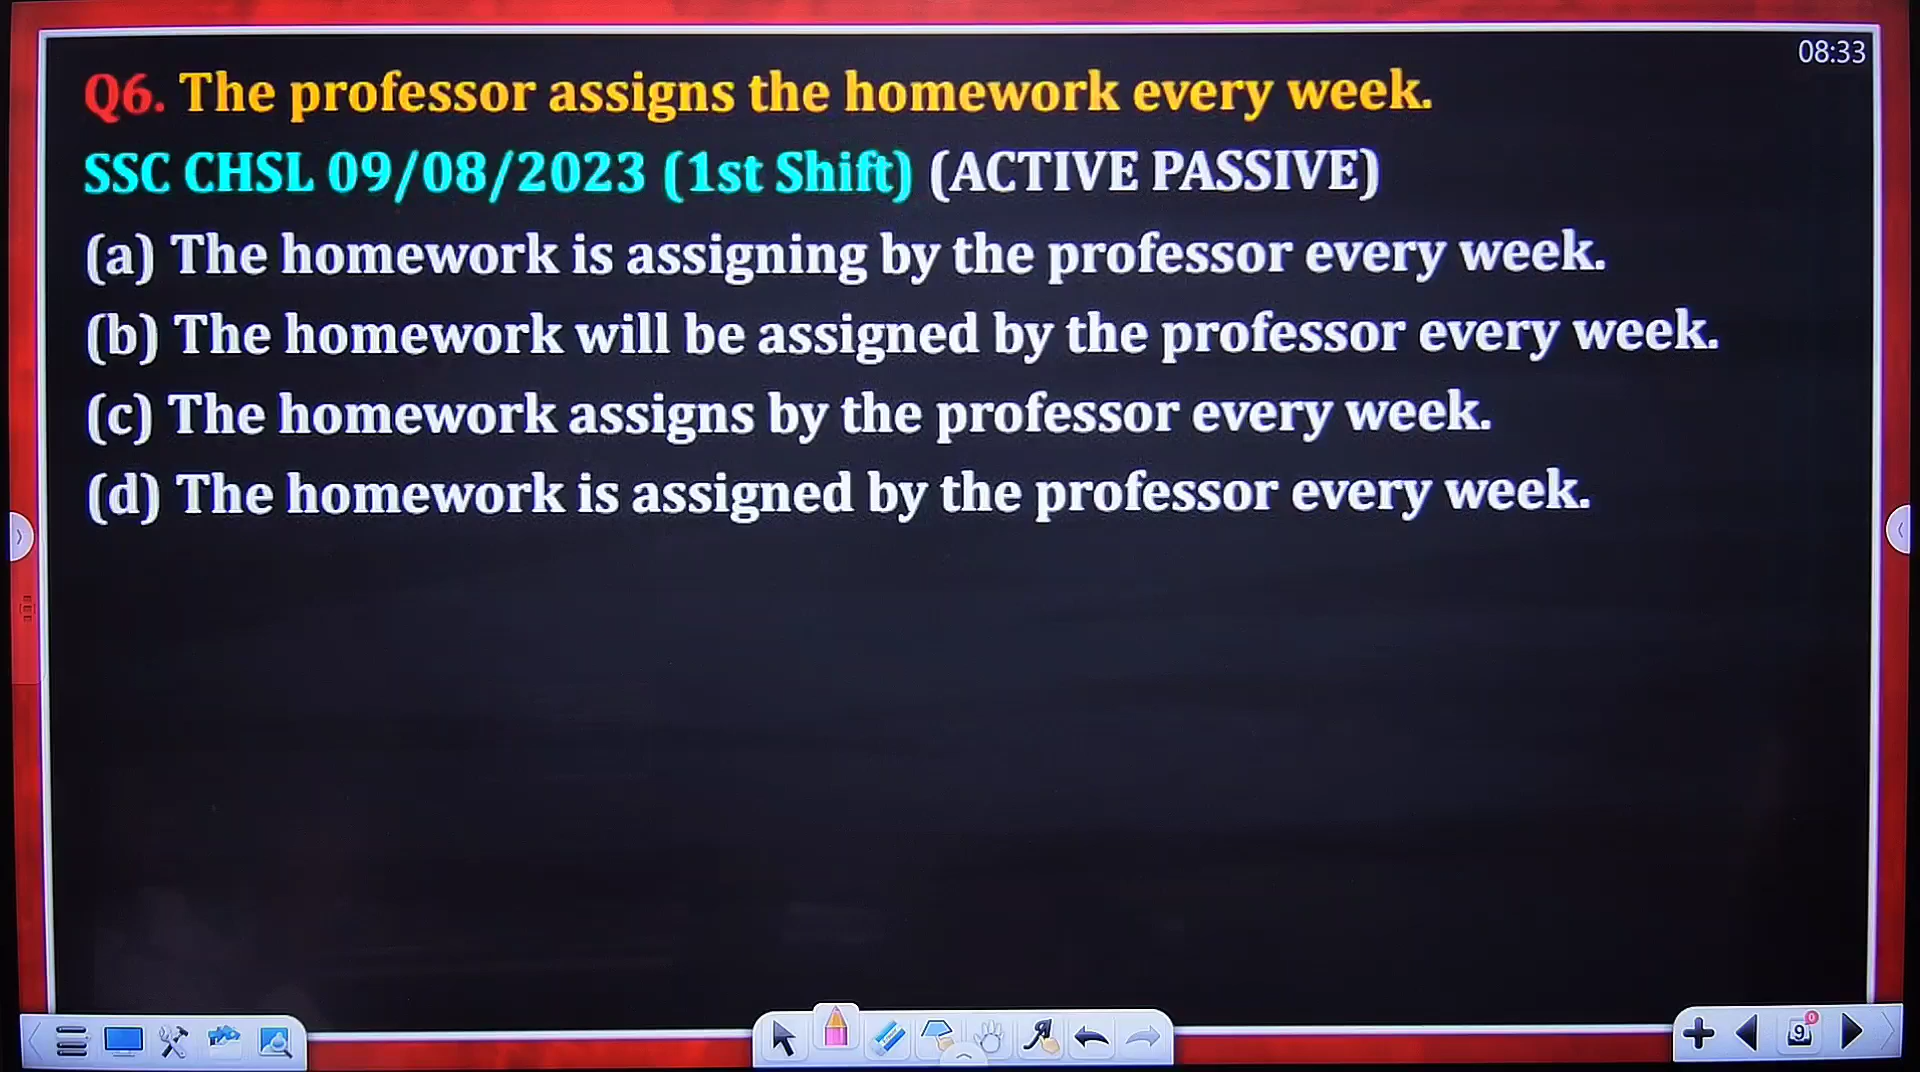 08:33
Q6. The professor assigns the homework every week.
SSC CHSL 09/08/2023 (1st Shift) (ACTIVE PASSIVE)
(a) The homework is assigning by the professor every week.
(b) The homework will be assigned by the professor every week.
(c) The homework assigns by the professor every week.
(d) The homework is assigned by the professor every week.
9
0